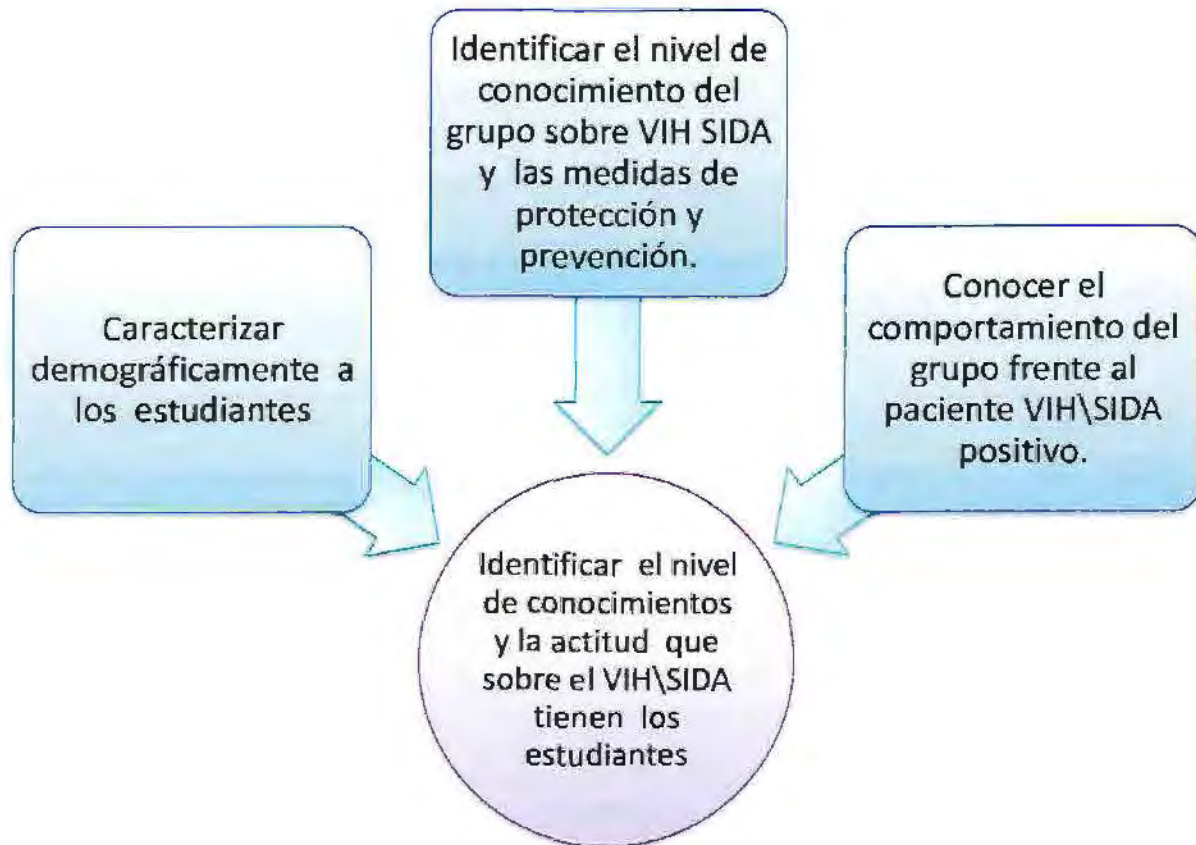 Identificar el nivel de
conocimiento del
grupo sobre VIH SIDA
y las medidas de
protección y
prevención.
Caracterizar
demográficamente a
los estudiantes
Conocer el
comportamiento del
grupo frente al
paciente VIH\SIDA
positivo.
Identificar el nivel
de conocimientos
y la actitud que
sobre el VIH\SIDA
tienen los
estudiantes